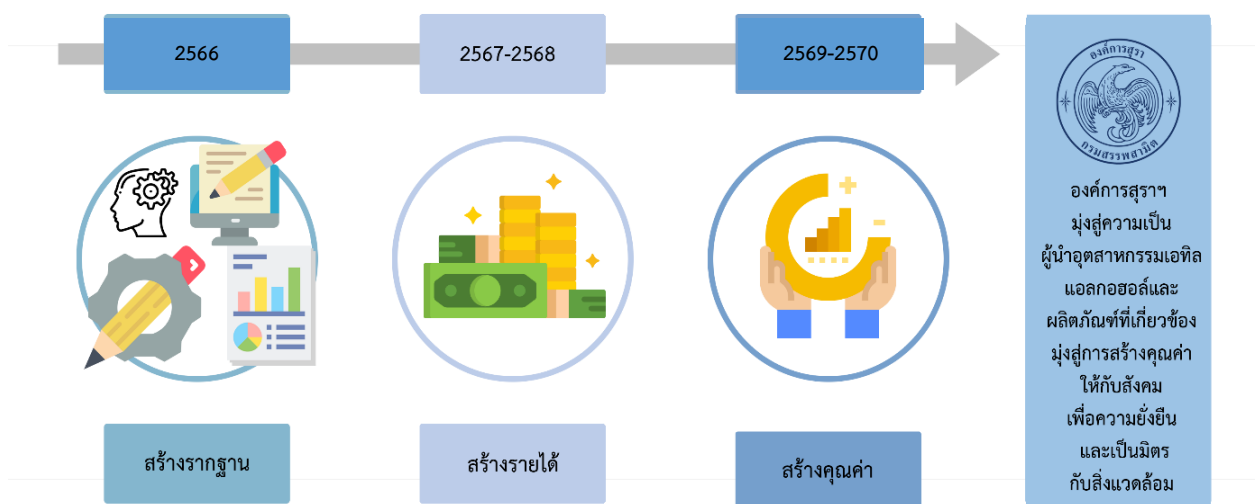 2566
2567-2568
2569-2570
องค์การสุรา
กรมสรรพสามิต
องค์การสุราฯ
มุ่งสู่ความเป็น
ผู้นำอุตสาหกรรมเอทิล
แอลกอฮอล์และ
ผลิตภัณฑ์ที่เกี่ยวข้อง
มุ่งสู่การสร้างคุณค่า
ให้กับสังคม
เพื่อความยั่งยืน
และเป็นมิตร
กับสิ่งแวดล้อม
สร้างรากฐาน
สร้างรายได้
สร้างคุณค่า